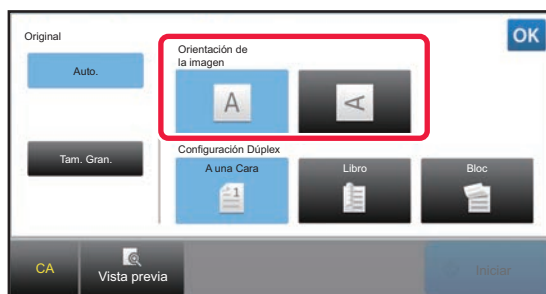 Original
OK
Orientación de
la imagen
Auto.
A
A
Configuración Dúplex
Tam. Gran.
A una Cara
Libro
Bloc
1
CA
Vista previa
Iniciar